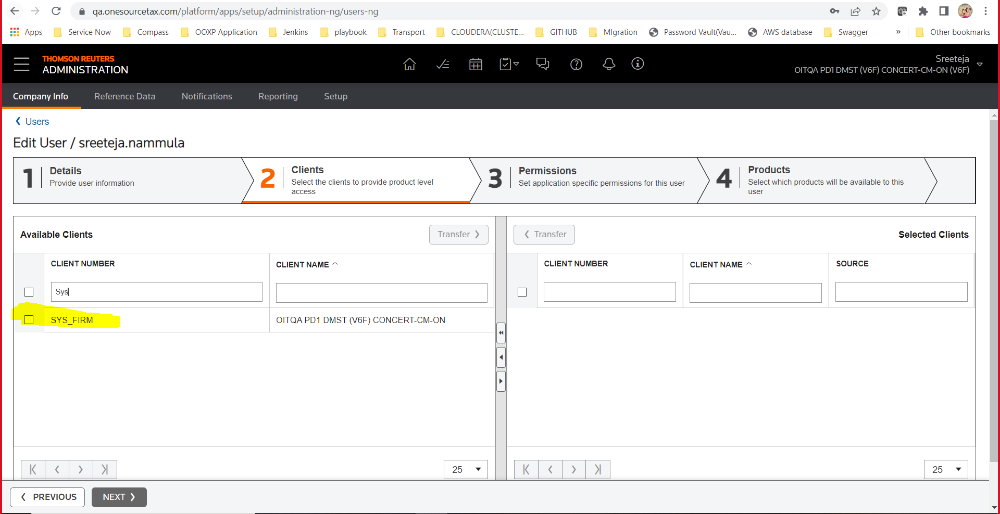 qa.onesourcetax.com/platform/apps/setup/administration-ng/users-ng
Apps Service Now Compass OOXP Application Jenkins playbook Transport CLOUDERA(CLUSTE... GITHUB MIgration Password Vault(Vau... AWS database Swagger » Other bookmarks
THOMSON REUTERS
ADMINISTRATION
Sreeteja
OITQA PD1 DMST (V6F) CONCERT-CM-ON (V6F)
Company Info Reference Data Notifications Reporting Setup
Users
Edit User / sreeteja.nammula
1 Details
Provide user information
2 Clients
Select the clients to provide product level
access
3 Permissions
Set application specific permissions for this user
4 Products
Select which products will be available to this
user
Available Clients Transfer
Transfer Selected Clients
CLIENT NUMBER CLIENT NAME
Sys
SYS_FIRM OITQA PD1 DMST (V6F) CONCERT-CM-ON
CLIENT NUMBER CLIENT NAME SOURCE
25
25
PREVIOUS NEXT